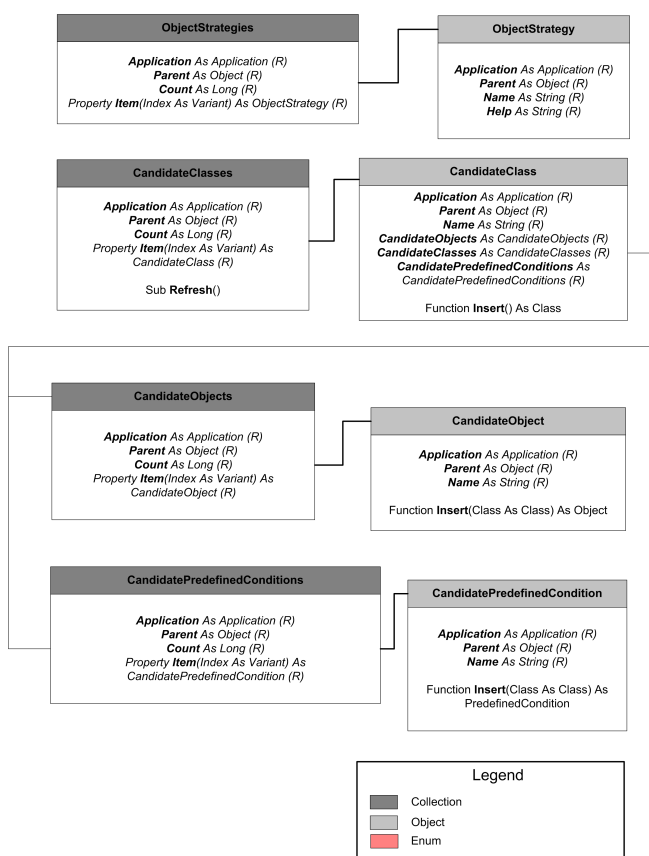 ObjectStrategies
Application As Application (R)
Parent As Object (R)
Count As Long (R)
Property Item(Index As Variant) As ObjectStrategy (R)
ObjectStrategy
Application As Application (R)
Parent As Object (R)
Name As String (R)
Help As String (R)
CandidateClasses
Application As Application (R)
Parent As Object (R)
Count As Long (R)
Property Item(Index As Variant) As
CandidateClass (R)
Sub Refresh()
CandidateClass
Application As Application (R)
Parent As Object (R)
Name As String (R)
CandidateObjects As CandidateObjects (R)
CandidateClasses As CandidateClasses (R)
CandidatePredefinedConditions As
CandidatePredefinedConditions (R)
Function Insert() As Class
CandidateObjects
Application As Application (R)
Parent As Object (R)
Count As Long (R)
Property Item(Index As Variant) As
CandidateObject (R)
CandidateObject
Application As Application (R)
Parent As Object (R)
Name As String (R)
Function Insert(Class As Class) As Object
CandidatePredefinedConditions
Application As Application (R)
Parent As Object (R)
Count As Long (R)
Property Item(Index As Variant) As
CandidatePredefinedCondition (R)
CandidatePredefinedCondition
Application As Application (R)
Parent As Object (R)
Name As String (R)
Function Insert(Class As Class) As
PredefinedCondition
Legend
Collection
Object
Enum